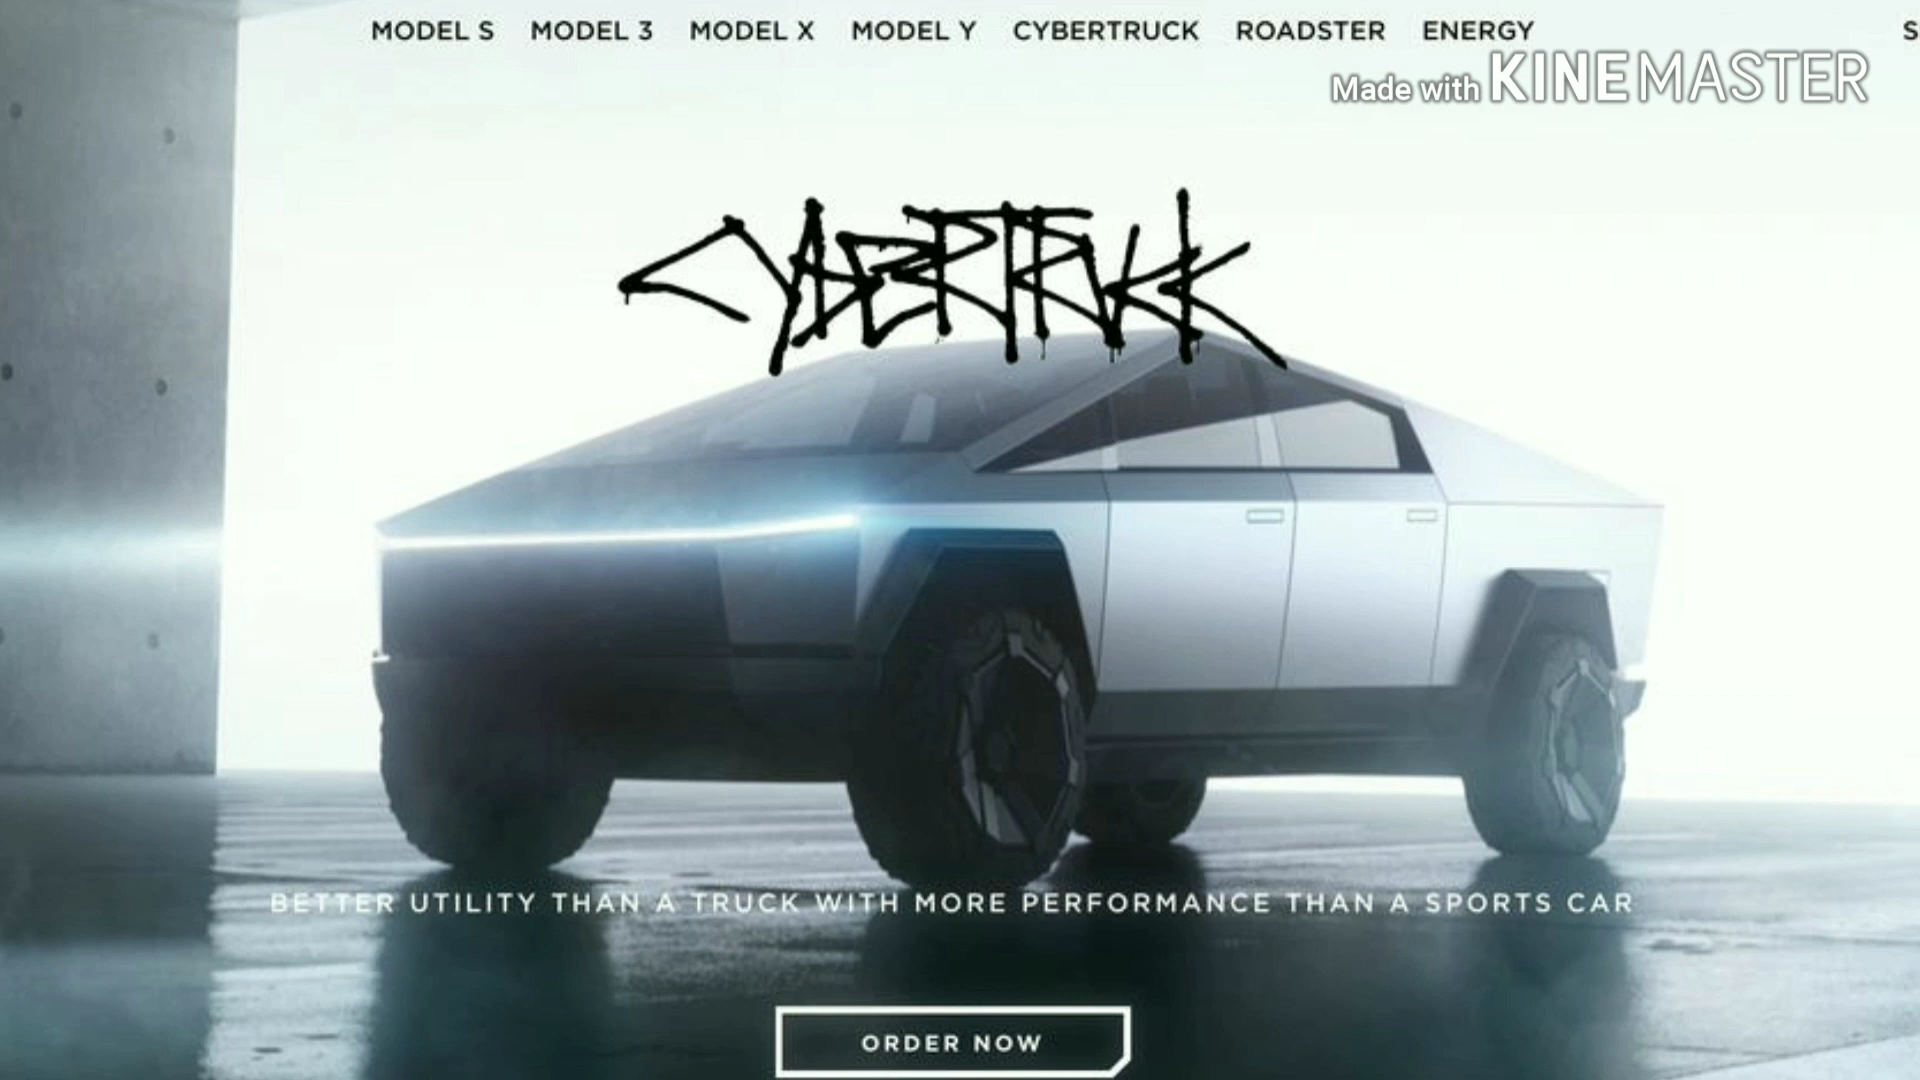 MODEL S MODEL 3 MODEL X MODEL Y CYBERTRUCK ROADSTER ENERGY
Made with KINEMASTER
CYBERTRUCK
BETTER UTILITY THAN A TRUCK WITH MORE PERFORMANCE THAN A SPORTS CAR
ORDER NOW